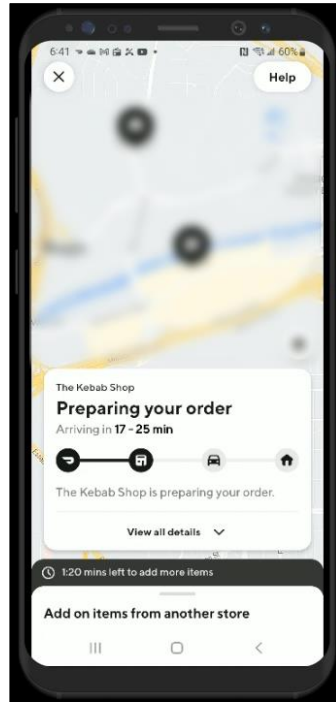 6:41
60%
Help
The Kebab Shop
Preparing your order
Arriving in 17 - 25 min
The Kebab Shop is preparing your order.
View all details
1:20 mins left to add more items
Add on items from another store